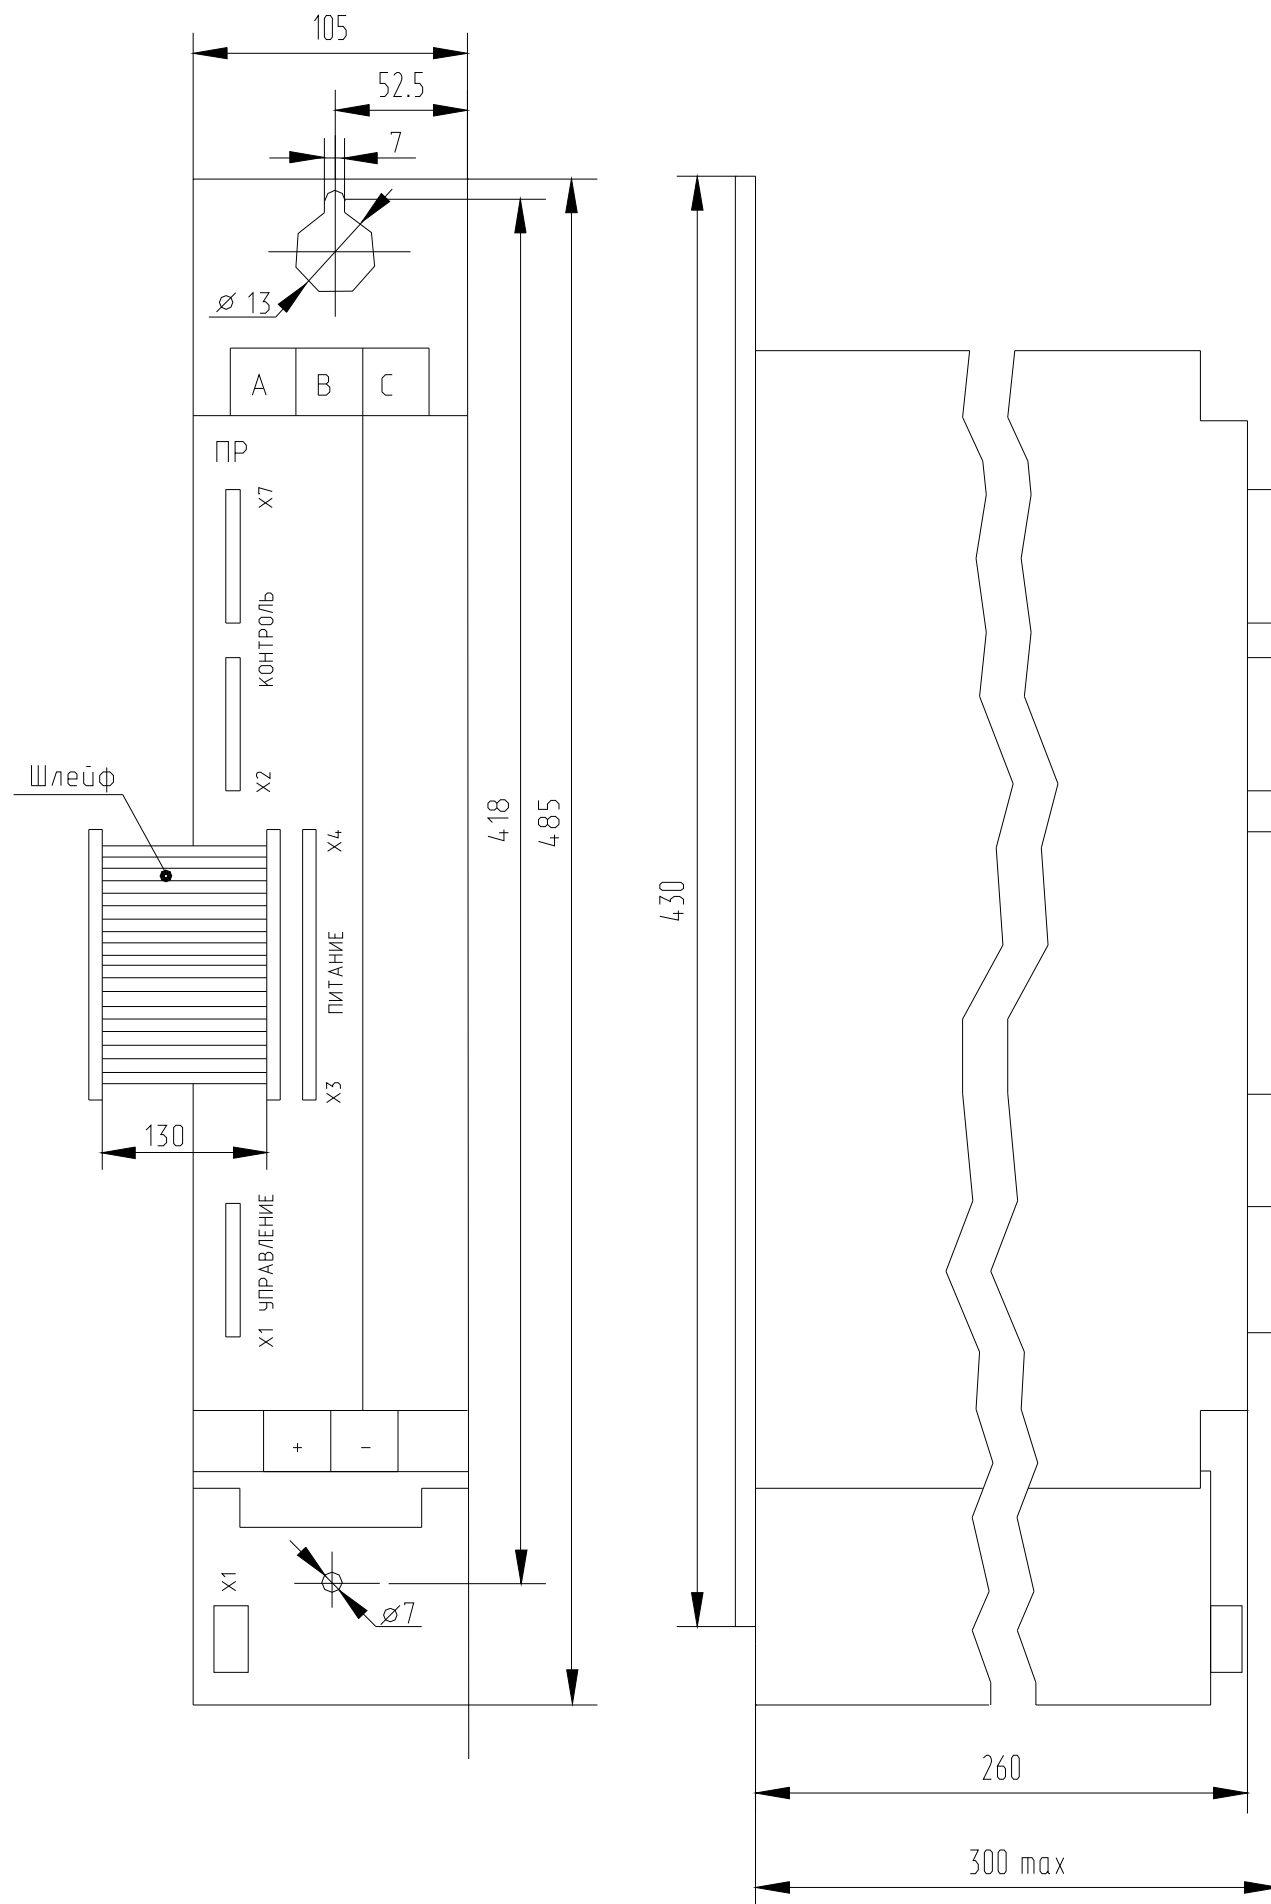 105
52.5
7
⌀ 13
A B C
ПР
X7
КОНТРОЛЬ
X2
Шлейф
X4
ПИТАНИЕ
X3
418
485
430
130
УПРАВЛЕНИЕ
X1
+ −
X1
⌀7
260
300 max